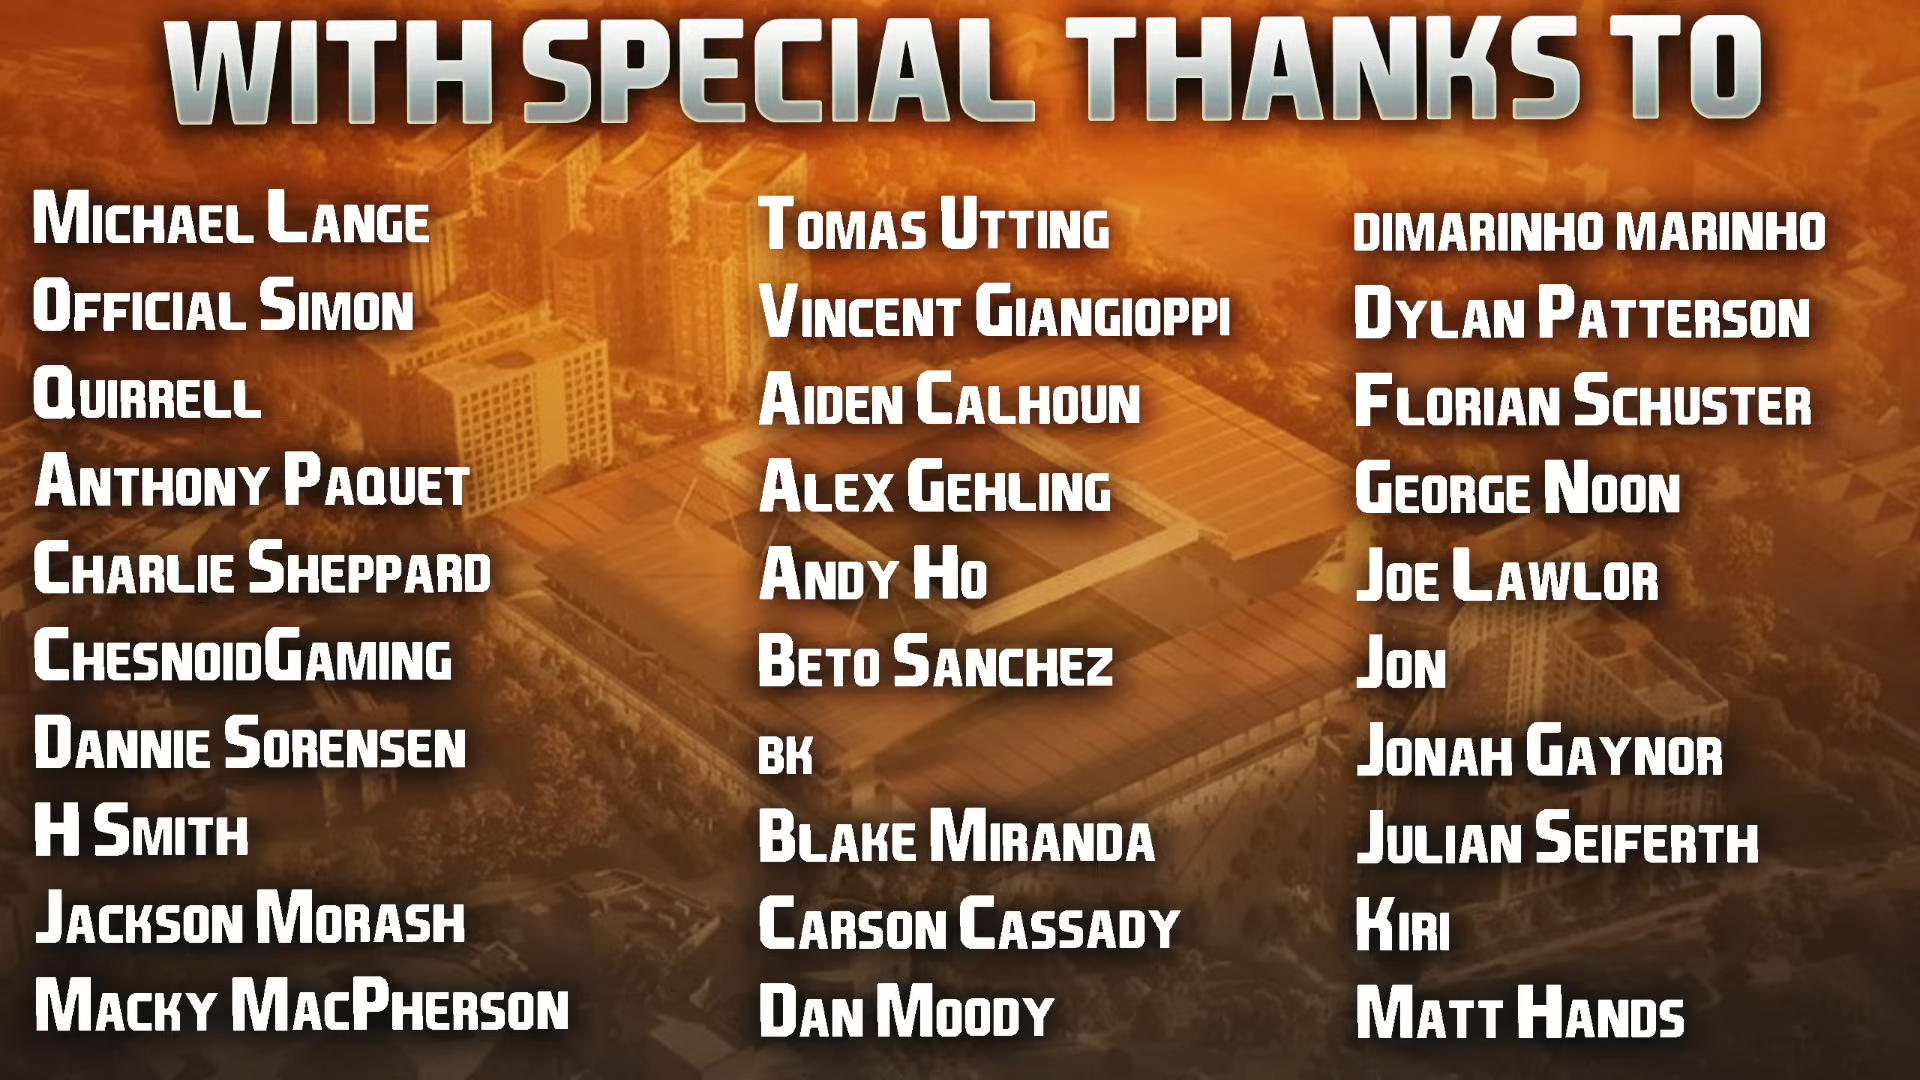 WITH SPECIAL THANKS TO
Michael Lange
Official Simon
Quirrell
Anthony Paquet
Charlie Sheppard
ChesnoidGaming
Dannie Sorensen
H Smith
Jackson Morash
Macky MacPherson
Tomas Utting
Vincent Giangioppi
Aiden Calhoun
Alex Gehling
Andy Ho
Beto Sanchez
bk
Blake Miranda
Carson Cassady
Dan Moody
dimarinho marinho
Dylan Patterson
Florian Schuster
George Noon
Joe Lawlor
Jon
Jonah Gaynor
Julian Seiferth
Kiri
Matt Hands